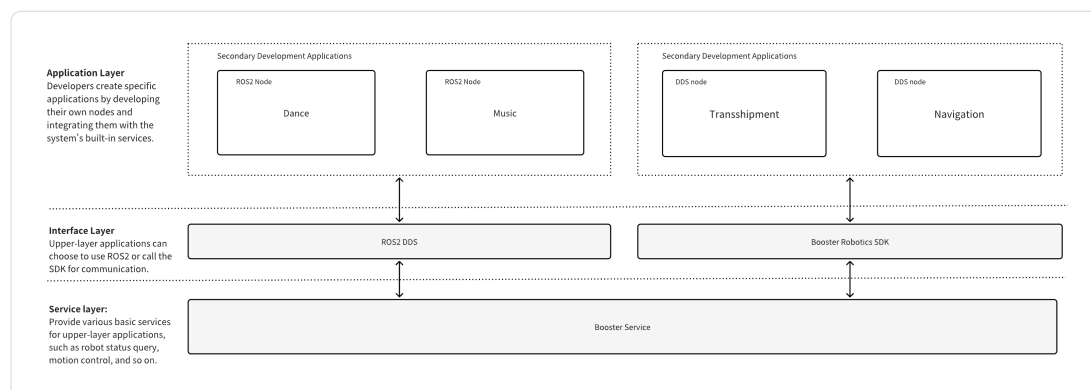 Application Layer
Developers create specific
applications by developing
their own nodes and
integrating them with the
system's built-in services.
Secondary Development Applications
ROS2 Node
Dance
ROS2 Node
Music
Secondary Development Applications
DDS node
Transshipment
DDS node
Navigation
Interface Layer
Upper-layer applications can
choose to use ROS2 or call the
SDK for communication.
ROS2 DDS
Booster Robotics SDK
Service layer:
Provide various basic services
for upper-layer applications,
such as robot status query,
motion control, and so on.
Booster Service